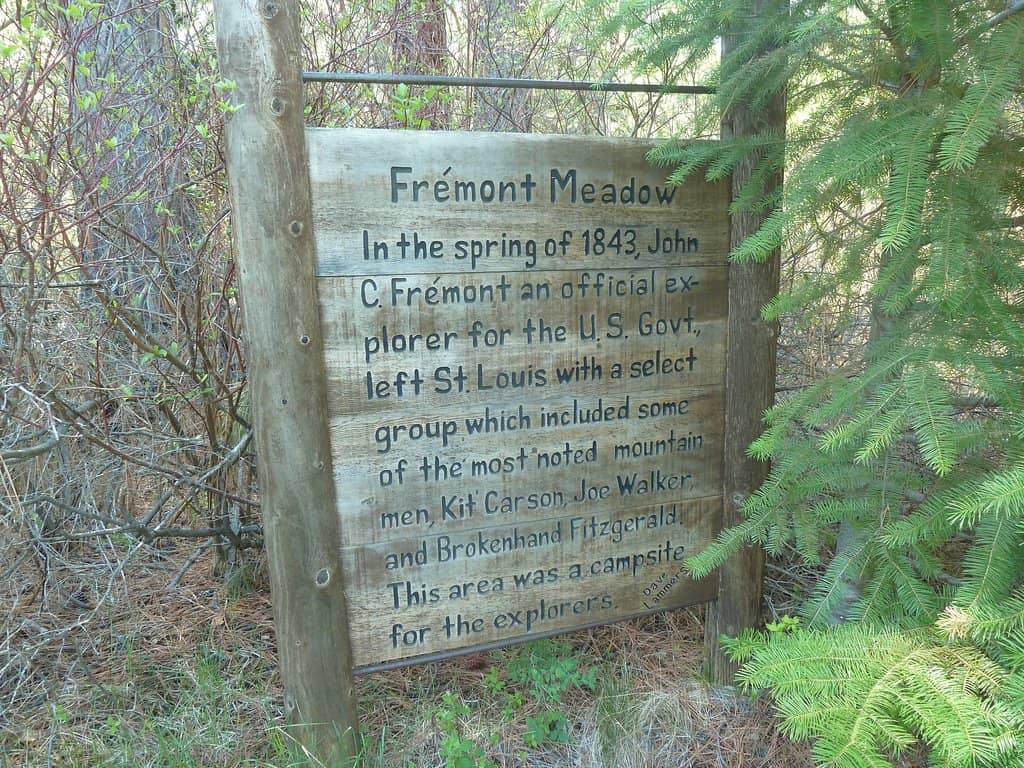 Frémont Meadow
In the spring of 1843, John
C. Frémont an official ex-
plorer for the U.S. Govt.,
left St. Louis with a select
group which included some
of the most noted mountain
men, Kit Carson, Joe Walker,
and Brokenhand Fitzgerald.
This area was a campsite
for the explorers.
Dave
Lammers